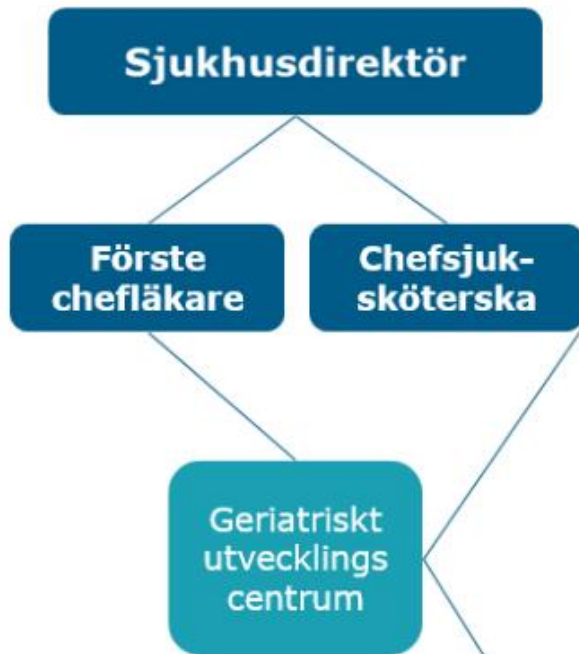 Sjukhusdirektör
Förste
chefläkare
Chefsjuk-
sköterska
Geriatriskt
utvecklings
centrum